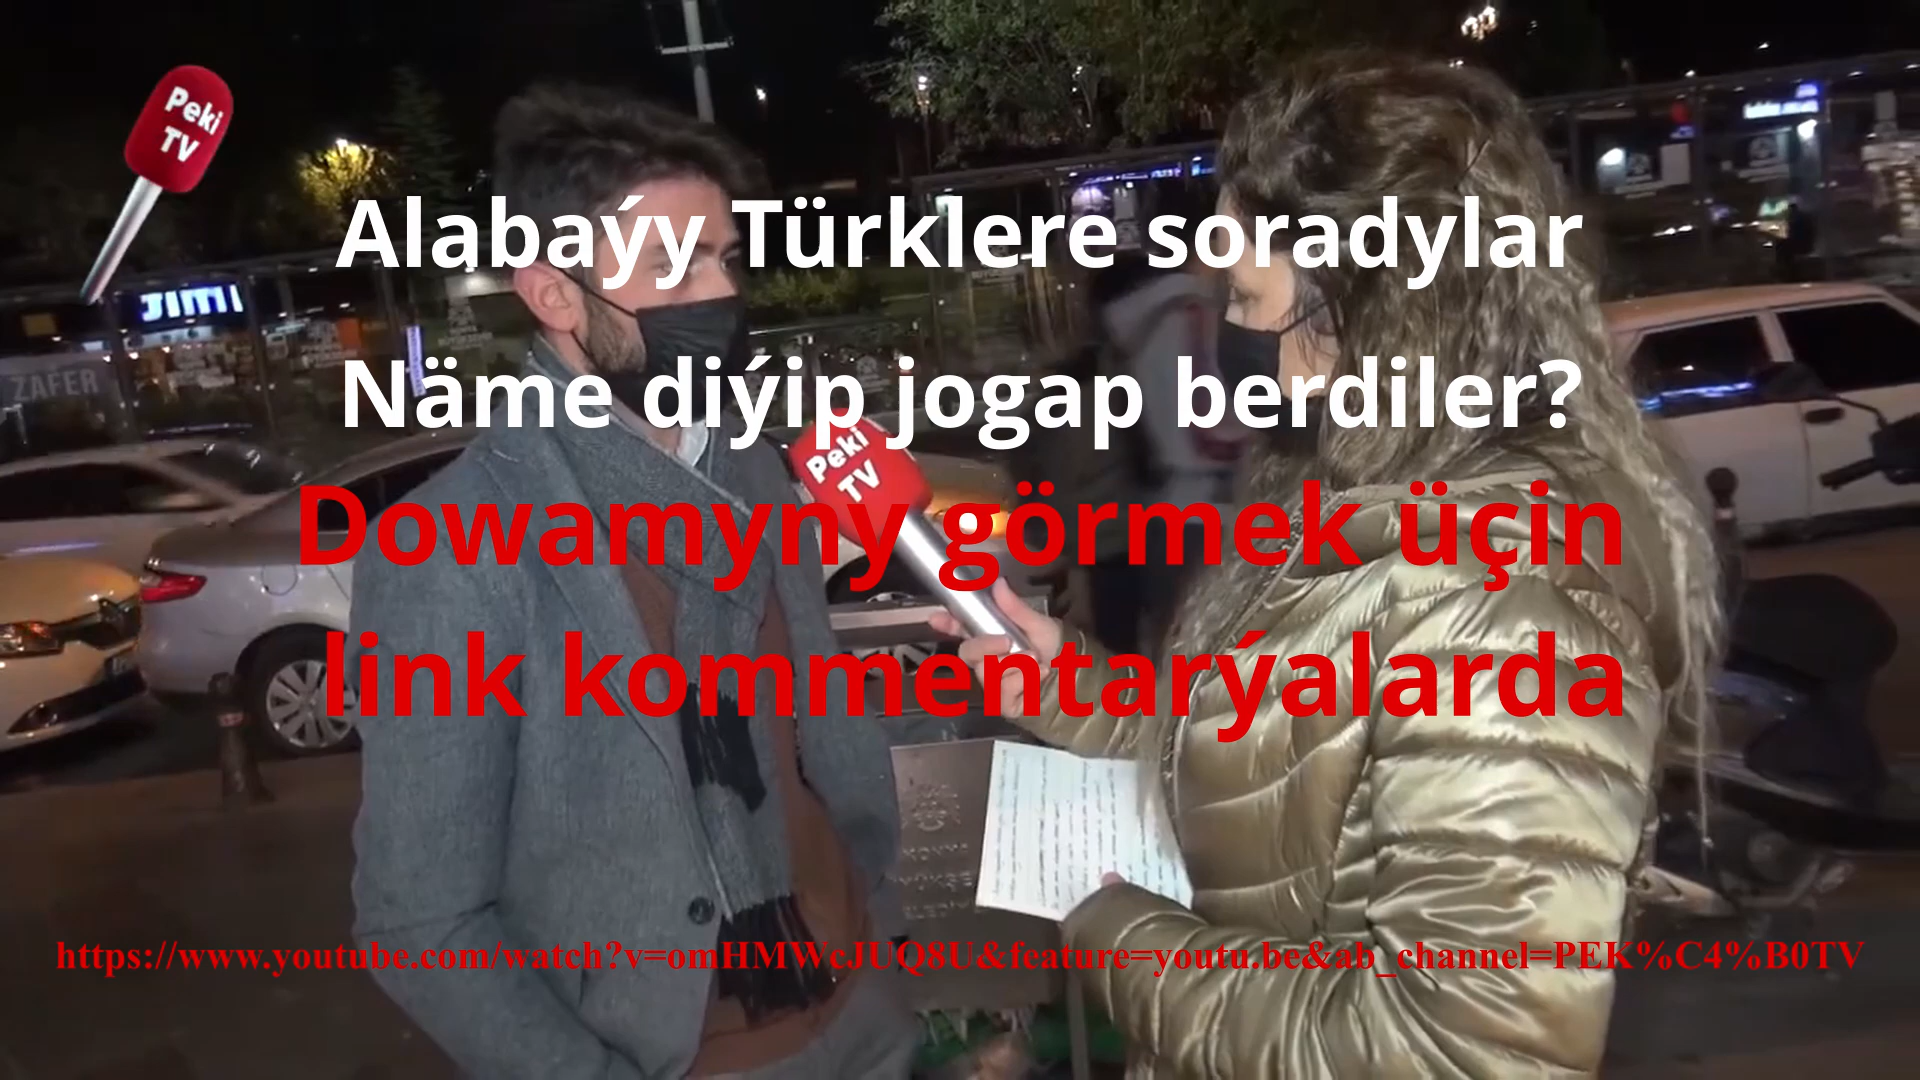 Peki
TV
Alabaýy Türklere soradylar
JIMI
Näme diýip jogap berdiler?
ZAFER
Peki
TV
Dowamyny görmek üçin
link kommentarýalarda
https://www.youtube.com/watch?v=omHMWcJUQ8U&feature=youtu.be&ab_channel=PEK%C4%B0TV